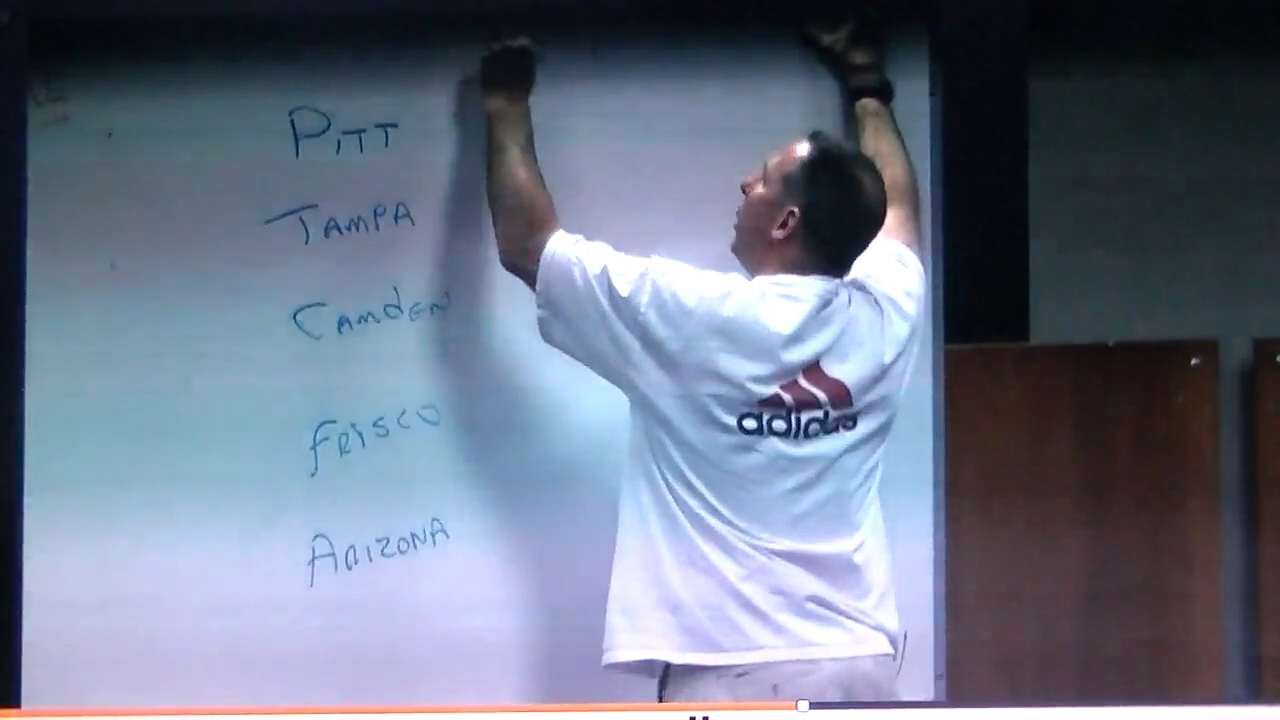 PITT
TAMPA
CAMDEN
FRISCO
ARIZONA
adidas